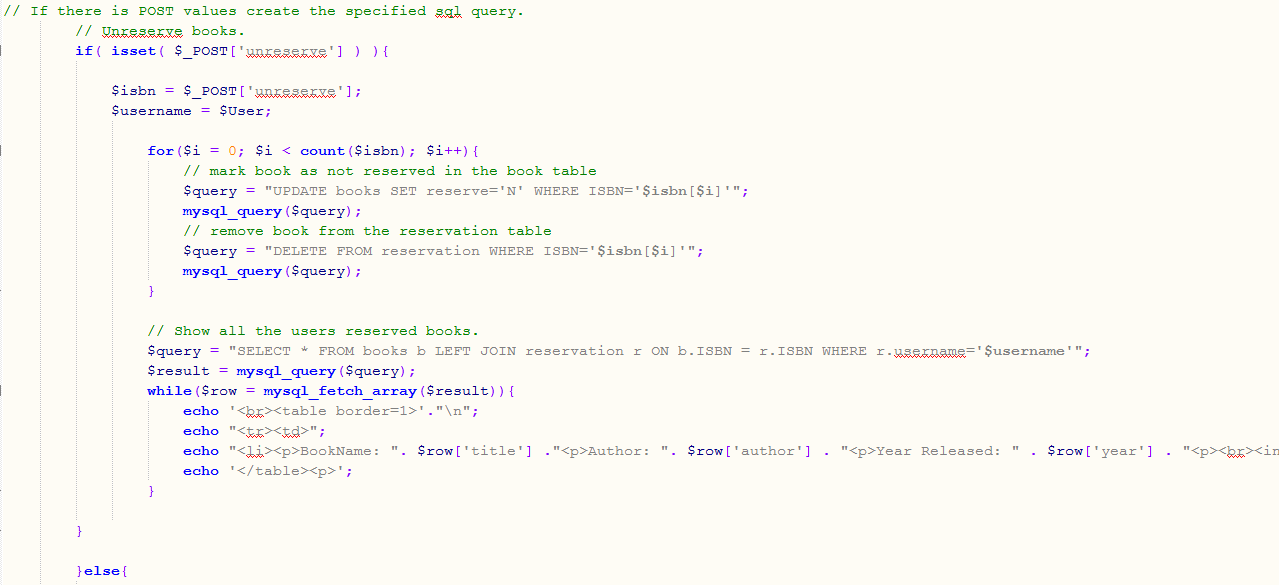 // If there is POST values create the specified sql query.
// Unreserve books.
if( isset( $_POST['unreserve'] ) ){
$isbn = $_POST['unreserve'];
$username = $User;
for($i = 0; $i < count($isbn); $i++){
// mark book as not reserved in the book table
$query = "UPDATE books SET reserve='N' WHERE ISBN='$isbn[$i]'";
mysql_query($query);
// remove book from the reservation table
$query = "DELETE FROM reservation WHERE ISBN='$isbn[$i]'";
mysql_query($query);
}
// Show all the users reserved books.
$query = "SELECT * FROM books b LEFT JOIN reservation r ON b.ISBN = r.ISBN WHERE r.username='$username'";
$result = mysql_query($query);
while($row = mysql_fetch_array($result)){
echo '<br><table border=1>'."\n";
echo "<tr><td>";
echo "<li><p>BookName: ". $row['title'] ."<p>Author: ". $row['author'] . "<p>Year Released: " . $row['year'] . "<p><br><in
echo '</table><p>';
}
}
}else{